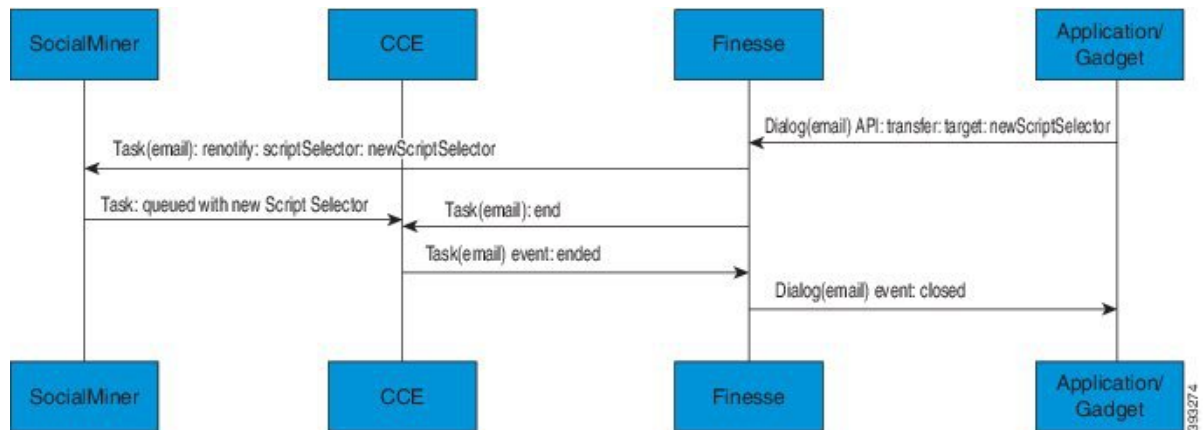 SocialMiner
CCE
Finesse
Application/
Gadget
Dialog(email) API: transfer: target: newScriptSelector
Task(email): renotify: scriptSelector: newScriptSelector
Task: queued with new Script Selector
Task(email): end
Task(email) event: ended
Dialog(email) event: closed
SocialMiner
CCE
Finesse
Application/
Gadget
393274